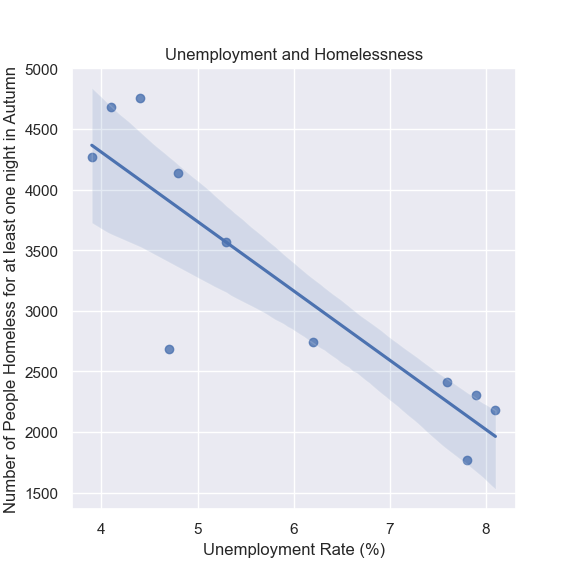 Unemployment and Homelessness
Number of People Homeless for at least one night in Autumn
5000
4500
4000
3500
3000
2500
2000
1500
4 5 6 7 8
Unemployment Rate (%)